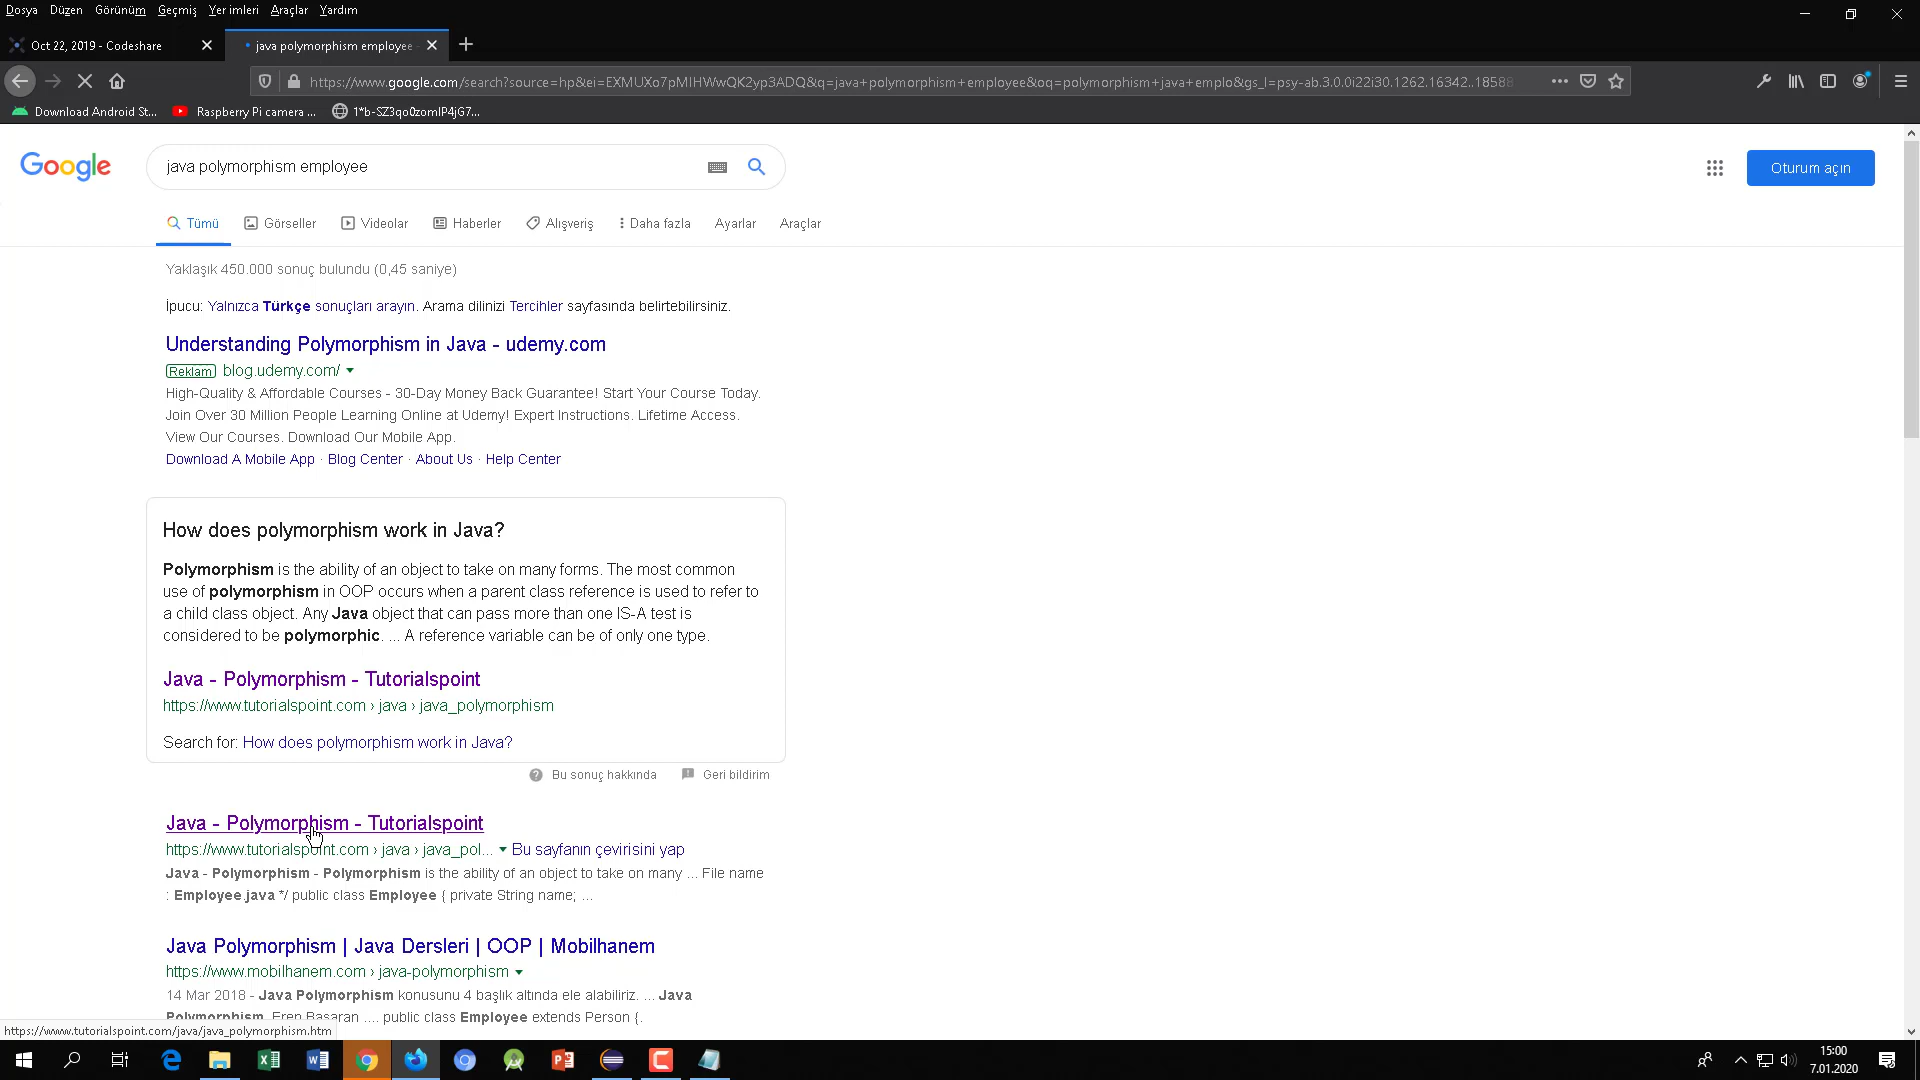 Dosya Düzen Görünüm Geçmiş Yer imleri Araçlar Yardım
Oct 22, 2019 - Codeshare
java polymorphism employee
https://www.google.com/search?source=hp&ei=EXMUXo7pMIHWwQK2yp3ADQ&q=java+polymorphism+employee&oq=polymorphism+java+emplo&gs_l=psy-ab.3.0.0i22i30.1262.16342..18588
Download Android St...
Raspberry Pi camera ...
1*b-SZ3qo0zomIP4jG7...
Google
java polymorphism employee
Oturum açın
Tümü Görseller Videolar Haberler Alışveriş Daha fazla Ayarlar Araçlar
Yaklaşık 450.000 sonuç bulundu (0,45 saniye)
İpucu: Yalnızca Türkçe sonuçları arayın. Arama dilinizi Tercihler sayfasında belirtebilirsiniz.
Understanding Polymorphism in Java - udemy.com
Reklam blog.udemy.com/
High-Quality & Affordable Courses - 30-Day Money Back Guarantee! Start Your Course Today.
Join Over 30 Million People Learning Online at Udemy! Expert Instructions. Lifetime Access.
View Our Courses. Download Our Mobile App.
Download A Mobile App · Blog Center · About Us · Help Center
How does polymorphism work in Java?
Polymorphism is the ability of an object to take on many forms. The most common
use of polymorphism in OOP occurs when a parent class reference is used to refer to
a child class object. Any Java object that can pass more than one IS-A test is
considered to be polymorphic. ... A reference variable can be of only one type.
Java - Polymorphism - Tutorialspoint
https://www.tutorialspoint.com › java › java_polymorphism
Search for: How does polymorphism work in Java?
Bu sonuç hakkında Geri bildirim
Java - Polymorphism - Tutorialspoint
https://www.tutorialspoint.com › java › java_pol... Bu sayfanın çevirisini yap
Java - Polymorphism - Polymorphism is the ability of an object to take on many ... File name
: Employee.java */ public class Employee { private String name; ...
Java Polymorphism | Java Dersleri | OOP | Mobilhanem
https://www.mobilhanem.com › java-polymorphism
14 Mar 2018 - Java Polymorphism konusunu 4 başlık altında ele alabiliriz. ... Java
Polymorphism. Eren Başaran .... public class Employee extends Person {.
https://www.tutorialspoint.com/java/java_polymorphism.htm
15:00
7.01.2020